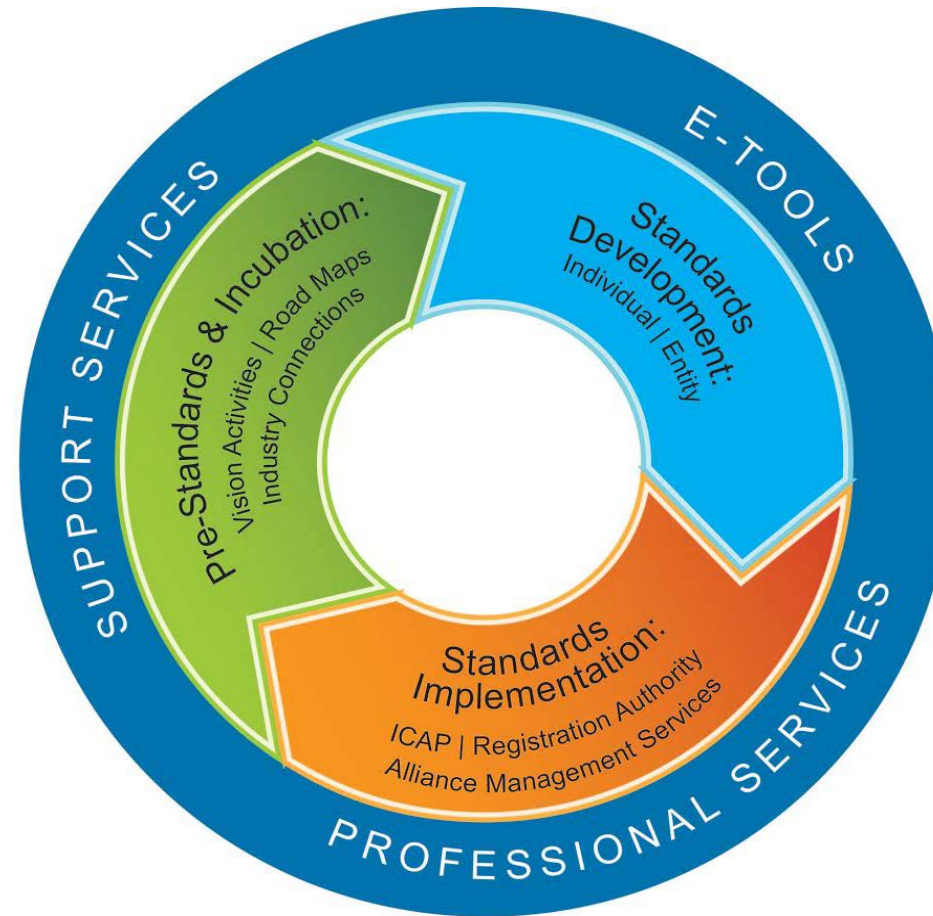 SUPPORT SERVICES
E-TOOLS
PROFESSIONAL SERVICES
Pre-Standards & Incubation:
Vision Activities | Road Maps
Industry Connections
Standards
Development:
Individual | Entity
Standards
Implementation:
ICAP | Registration Authority
Alliance Management Services